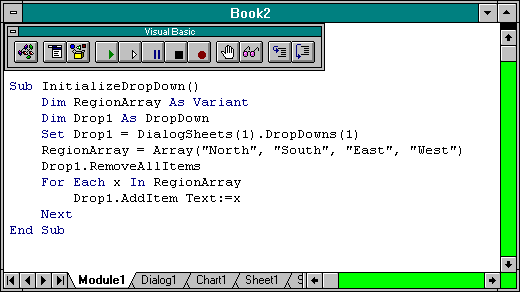 Book2
Visual Basic
Sub InitializeDropDown()
    Dim RegionArray As Variant
    Dim Drop1 As DropDown
    Set Drop1 = DialogSheets(1).DropDowns(1)
    RegionArray = Array("North", "South", "East", "West")
    Drop1.RemoveAllItems
    For Each x In RegionArray
        Drop1.AddItem Text:=x
    Next
End Sub
Module1 Dialog1 Chart1 Sheet1